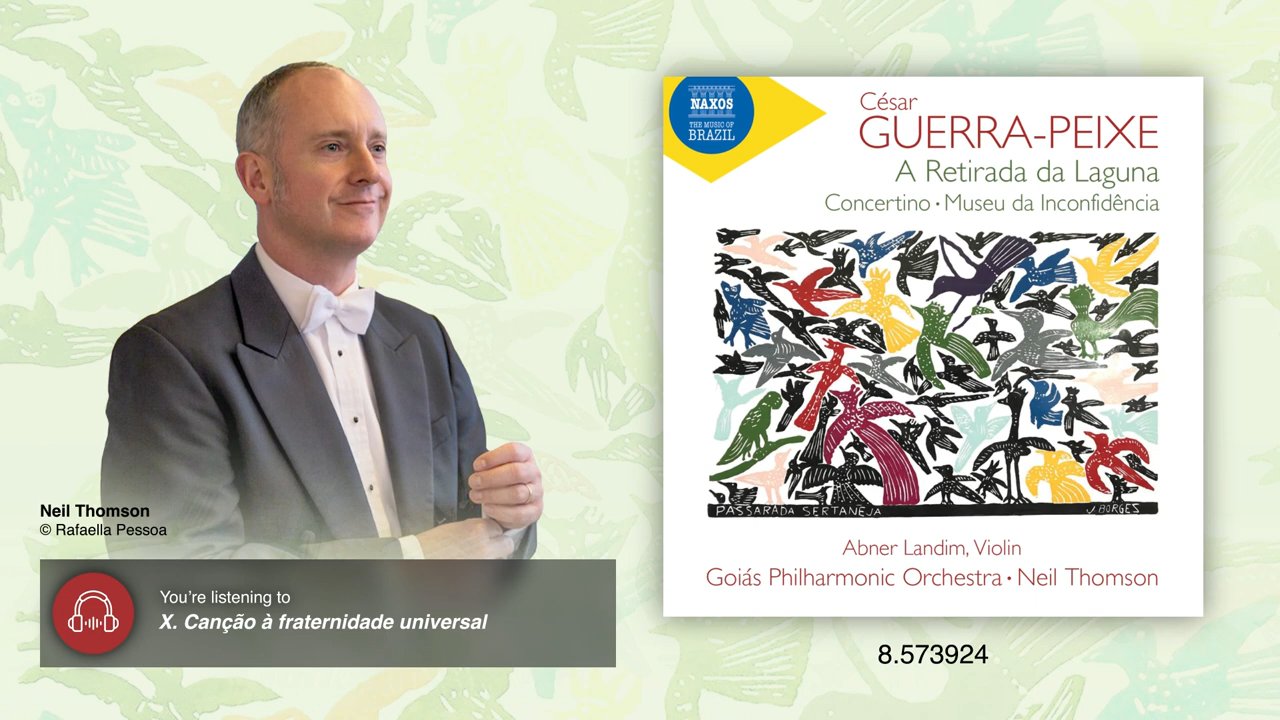 Neil Thomson
© Rafaella Pessoa
You're listening to
X. Canção à fraternidade universal
NAXOS
THE MUSIC OF
BRAZIL
César
GUERRA-PEIXE
A Retirada da Laguna
Concertino • Museu da Inconfidência
PASSARADA SERTANEJA
J. BORGES
Abner Landim, Violin
Goiás Philharmonic Orchestra • Neil Thomson
8.573924